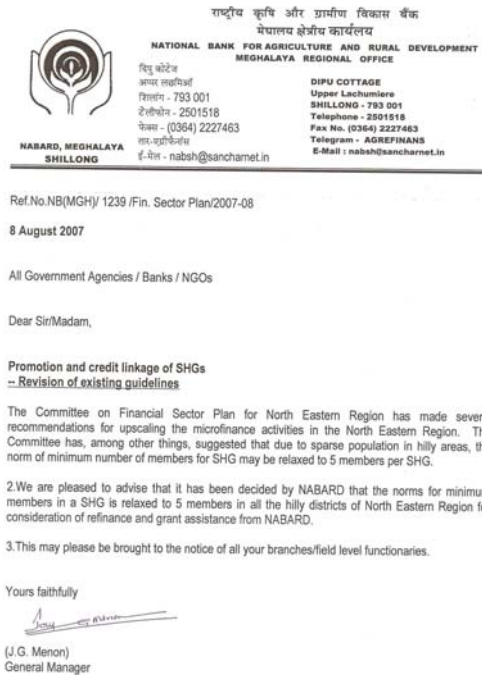 राष्ट्रीय कृषि और ग्रामीण विकास बैंक
मेघालय क्षेत्रीय कार्यालय
NATIONAL BANK FOR AGRICULTURE AND RURAL DEVELOPMENT
MEGHALAYA REGIONAL OFFICE
NABARD, MEGHALAYA
SHILLONG
दिपु कोटेज
अप्पर
शिलांग - 793 001
टेलीफोन - 2501518
फेक्स - (0364) 2227463
ई-मेल - nabsh@sancharnet.in
DIPU COTTAGE
Upper Lachumiere
SHILLONG - 793 001
Telephone - 2501518
Fax No. (0364) 2227463
Telegram - AGREFINANS
E-Mail : nabsh@sancharnet.in
Ref.No.NB(MGH)/ 1239 /Fin. Sector Plan/2007-08
8 August 2007
All Government Agencies / Banks / NGOs
Dear Sir/Madam,
Promotion and credit linkage of SHGs
-- Revision of existing guidelines
The Committee on Financial Sector Plan for North Eastern Region has made sever
recommendations for upscaling the microfinance activities in the North Eastern Region. Th
Committee has, among other things, suggested that due to sparse population in hilly areas, th
norm of minimum number of members for SHG may be relaxed to 5 members per SHG.
2.We are pleased to advise that it has been decided by NABARD that the norms for minimu
members in a SHG is relaxed to 5 members in all the hilly districts of North Eastern Region fo
consideration of refinance and grant assistance from NABARD.
3.This may please be brought to the notice of all your branches/field level functionaries.
Yours faithfully
(J.G. Menon)
General Manager